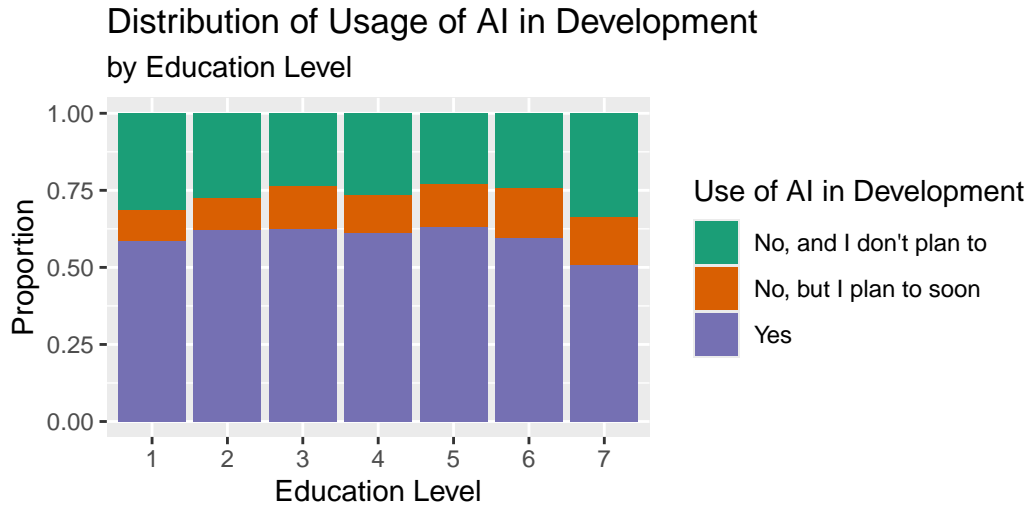 Distribution of Usage of AI in Development
by Education Level
1.00
0.75
0.50
0.25
0.00
Proportion
1 2 3 4 5 6 7
Education Level
Use of AI in Development
No, and I don't plan to
No, but I plan to soon
Yes